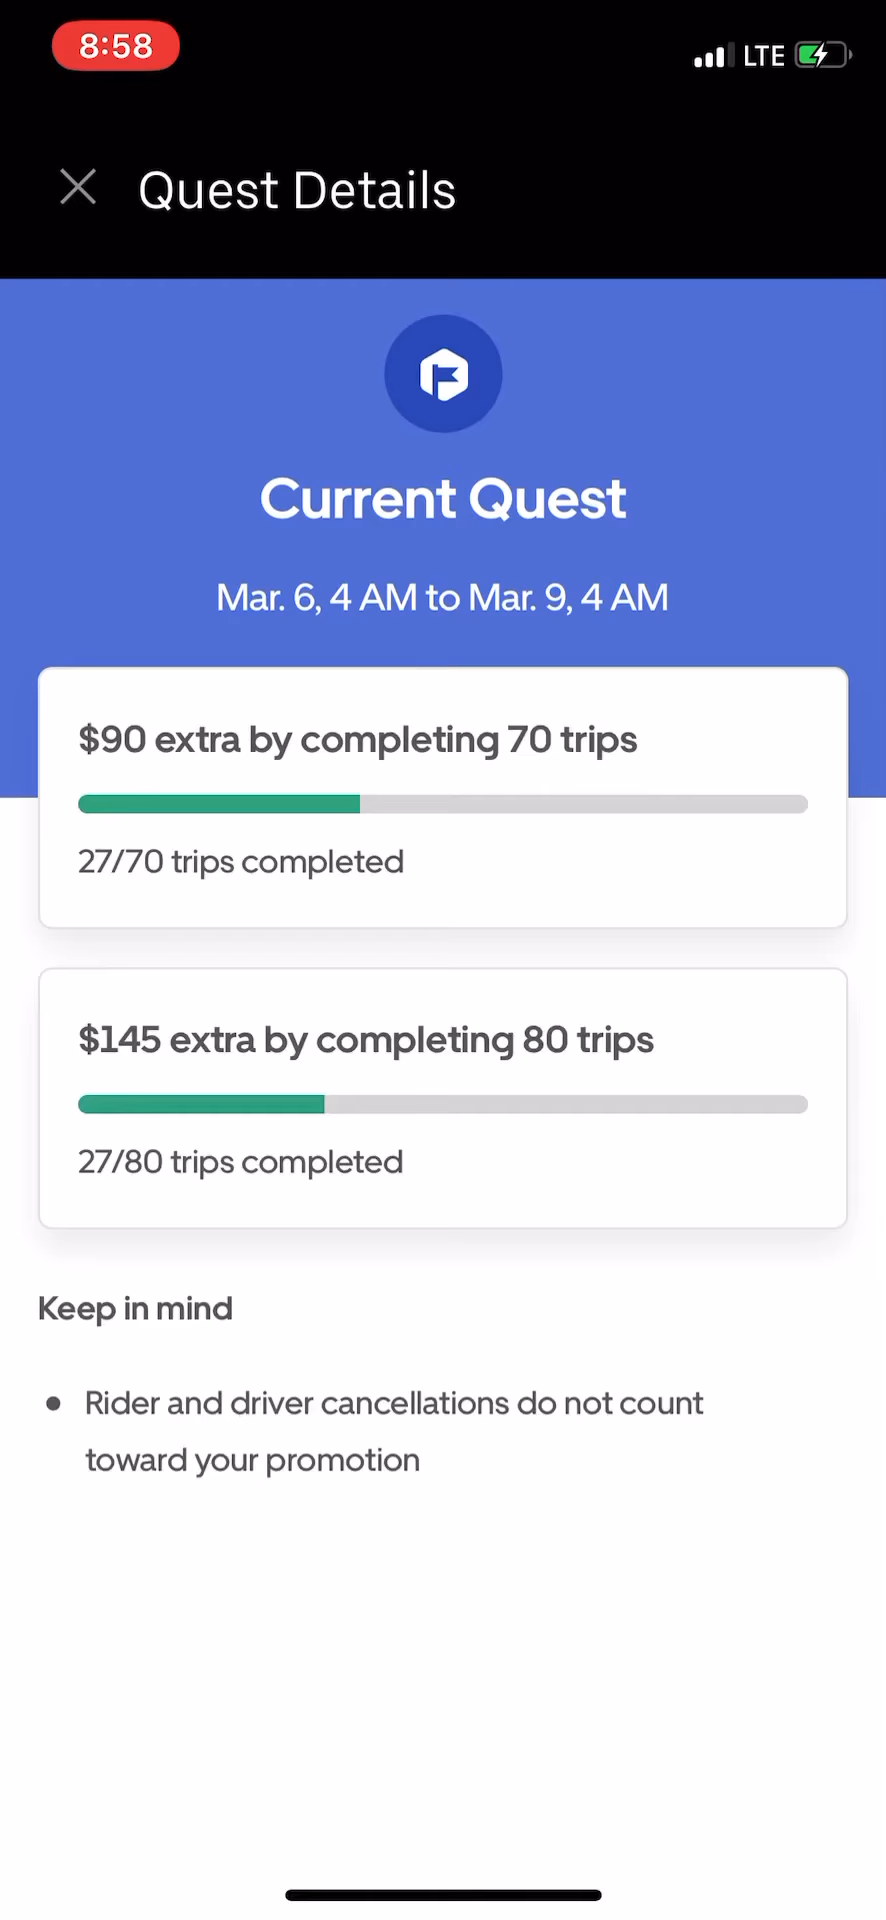 8:58
LTE
Quest Details
Current Quest
Mar. 6, 4 AM to Mar. 9, 4 AM
$90 extra by completing 70 trips
27/70 trips completed
$145 extra by completing 80 trips
27/80 trips completed
Keep in mind
• Rider and driver cancellations do not count
toward your promotion